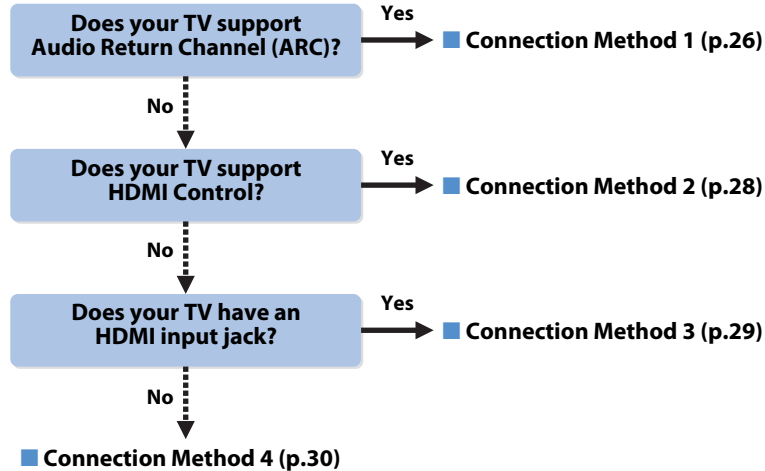 Does your TV support
Audio Return Channel (ARC)?
Yes
Connection Method 1 (p.26)
No
Does your TV support
HDMI Control?
Yes
Connection Method 2 (p.28)
No
Does your TV have an
HDMI input jack?
Yes
Connection Method 3 (p.29)
No
Connection Method 4 (p.30)